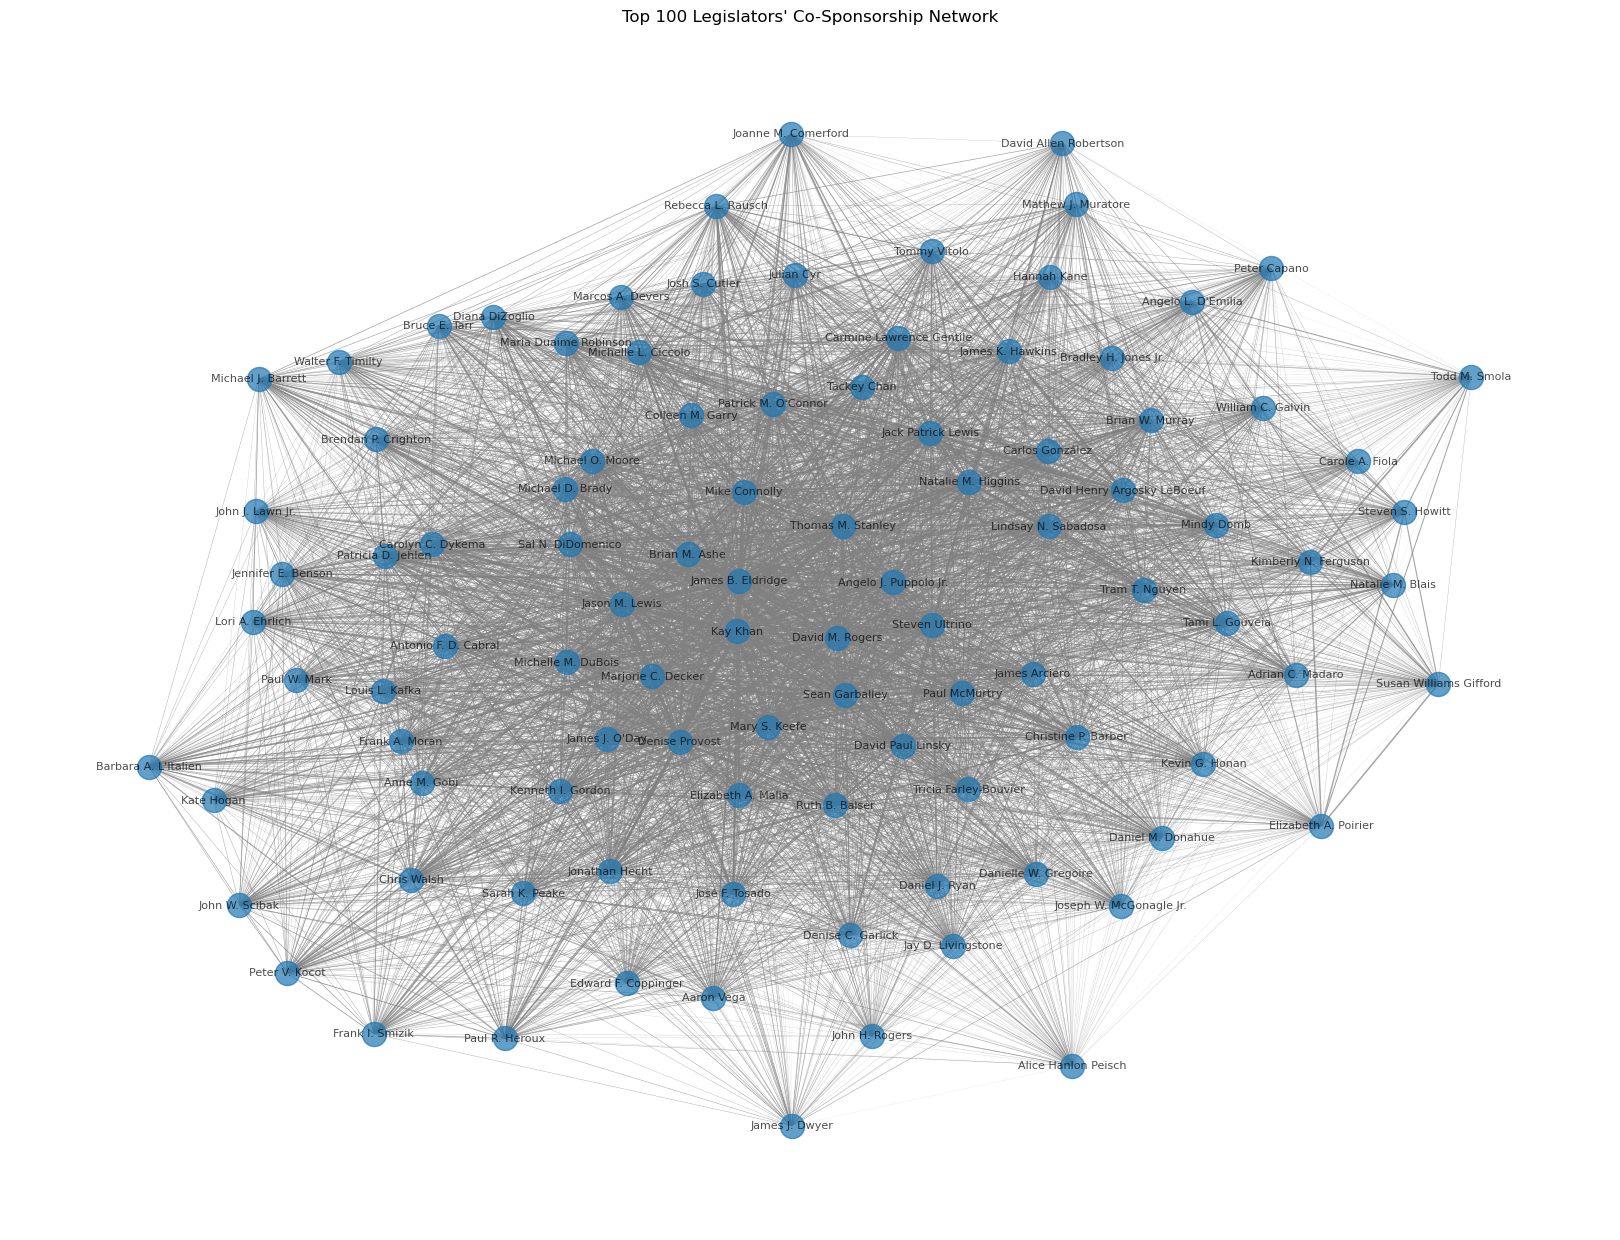 Top 100 Legislators' Co-Sponsorship Network
Joanne M. Comerford
David Allen Robertson
Rebecca L. Rausch
Mathew J. Muratore
Tommy Vitolo
Peter Capano
Julian Cyr
Hannah Kane
Josh S. Cutler
Marcos A. Devers
Angelo L. D'Emilia
Diana DiZoglio
Bruce E. Tarr
Carmine Lawrence Gentile
Maria Duaime Robinson
Michelle L. Ciccolo
James K. Hawkins
Bradley H. Jones Jr.
Walter F. Timilty
Michael J. Barrett
Todd M. Smola
Tackey Chan
Patrick M. O'Connor
William C. Galvin
Colleen M. Garry
Brian W. Murray
Jack Patrick Lewis
Brendan P. Crighton
Carlos González
Michael O. Moore
Carole A. Fiola
Natalie M. Higgins
Michael D. Brady
Mike Connolly
David Henry Argosky LeBoeuf
John J. Lawn Jr.
Steven S. Howitt
Thomas M. Stanley
Lindsay N. Sabadosa
Mindy Domb
Carolyn C. Dykema
Sal N. DiDomenico
Patricia D. Jehlen
Brian M. Ashe
Kimberly N. Ferguson
Jennifer E. Benson
James B. Eldridge
Angelo J. Puppolo Jr.
Natalie M. Blais
Tram T. Nguyen
Jason M. Lewis
Lori A. Ehrlich
Tami L. Gouveia
Steven Ultrino
Kay Khan
David M. Rogers
Antonio F. D. Cabral
Michelle M. DuBois
Marjorie C. Decker
James Arciero
Adrian C. Madaro
Paul W. Mark
Susan Williams Gifford
Louis L. Kafka
Sean Garballey
Paul McMurtry
Mary S. Keefe
Christine P. Barber
Frank A. Moran
James J. O'Day
Denise Provost
David Paul Linsky
Kevin G. Honan
Barbara A. L'Italien
Anne M. Gobi
Kenneth I. Gordon
Tricia Farley-Bouvier
Elizabeth A. Malia
Kate Hogan
Ruth B. Balser
Elizabeth A. Poirier
Daniel M. Donahue
Jonathan Hecht
Danielle W. Gregoire
Chris Walsh
Daniel J. Ryan
Sarah K. Peake
José F. Tosado
John W. Scibak
Joseph W. McGonagle Jr.
Denise C. Garlick
Jay D. Livingstone
Peter V. Kocot
Edward F. Coppinger
Aaron Vega
Frank I. Smizik
John H. Rogers
Paul R. Heroux
Alice Hanlon Peisch
James J. Dwyer